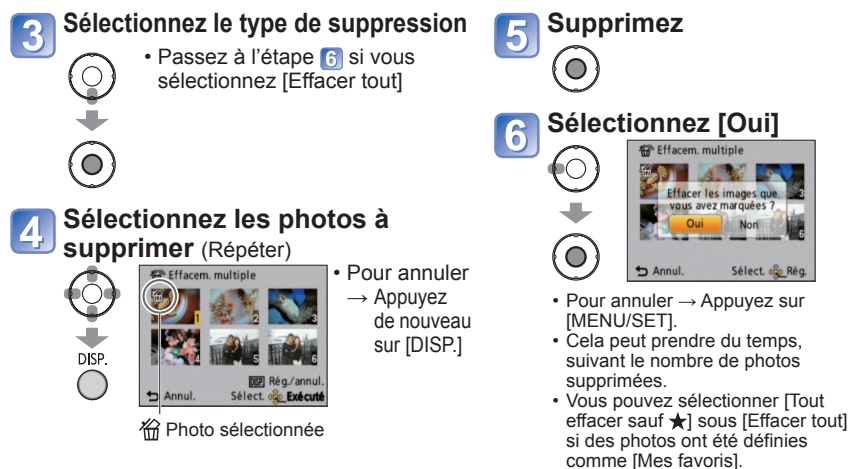 3 Sélectionnez le type de suppression
• Passez à l'étape 6 si vous
sélectionnez [Effacer tout]
4 Sélectionnez les photos à
supprimer (Répéter)
DISP.
Effacem. multiple
1
2
3
4
5
6
DISP Rég./annul.
Annul. Sélect. Exécuté
• Pour annuler
→ Appuyez
de nouveau
sur [DISP.]
Photo sélectionnée
5 Supprimez
6 Sélectionnez [Oui]
Effacem. multiple
3
Effacer les images que
vous avez marquées ?
Oui Non
6
Annul. Sélect. Rég.
• Pour annuler → Appuyez sur
[MENU/SET].
• Cela peut prendre du temps,
suivant le nombre de photos
supprimées.
• Vous pouvez sélectionner [Tout
effacer sauf ★] sous [Effacer tout]
si des photos ont été définies
comme [Mes favoris].